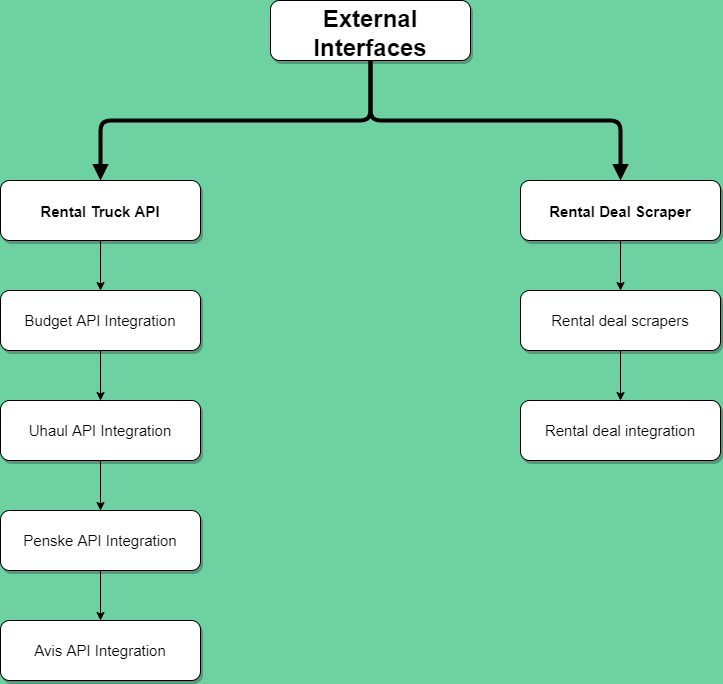 External
Interfaces
Rental Truck API
Rental Deal Scraper
Budget API Integration
Rental deal scrapers
Uhaul API Integration
Rental deal integration
Penske API Integration
Avis API Integration